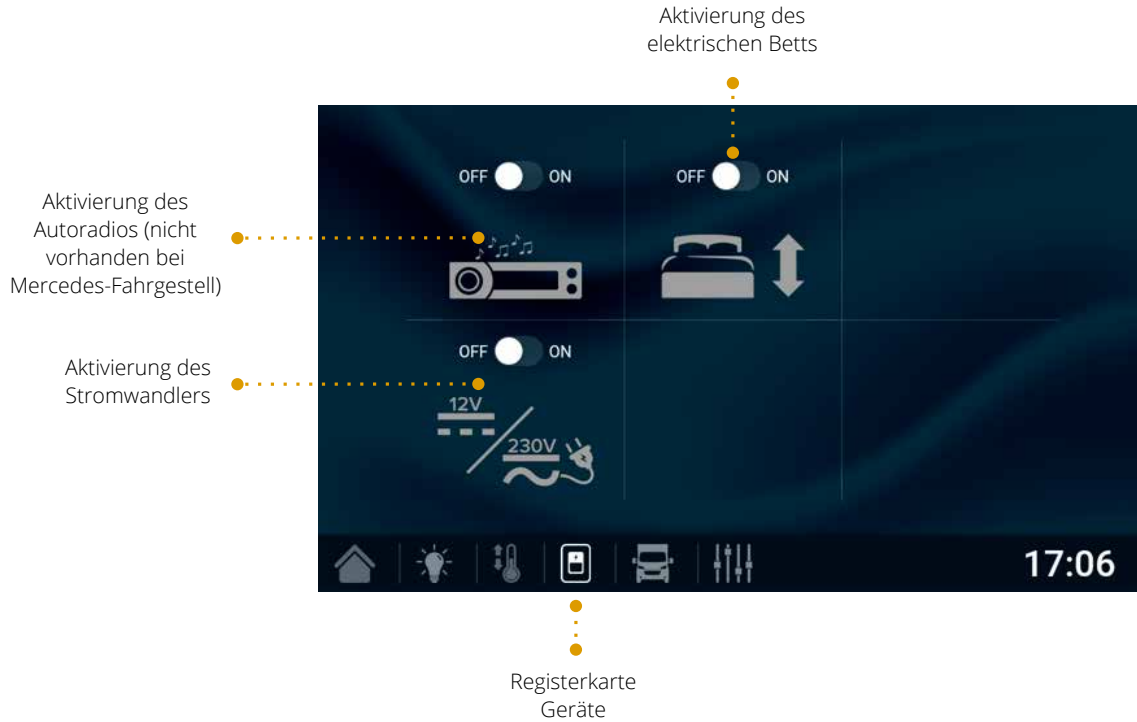 Aktivierung des
elektrischen Betts
OFF ON
OFF ON
Aktivierung des
Autoradios (nicht
vorhanden bei
Mercedes-Fahrgestell)
OFF ON
Aktivierung des
Stromwandlers
12V
230V
17:06
Registerkarte
Geräte